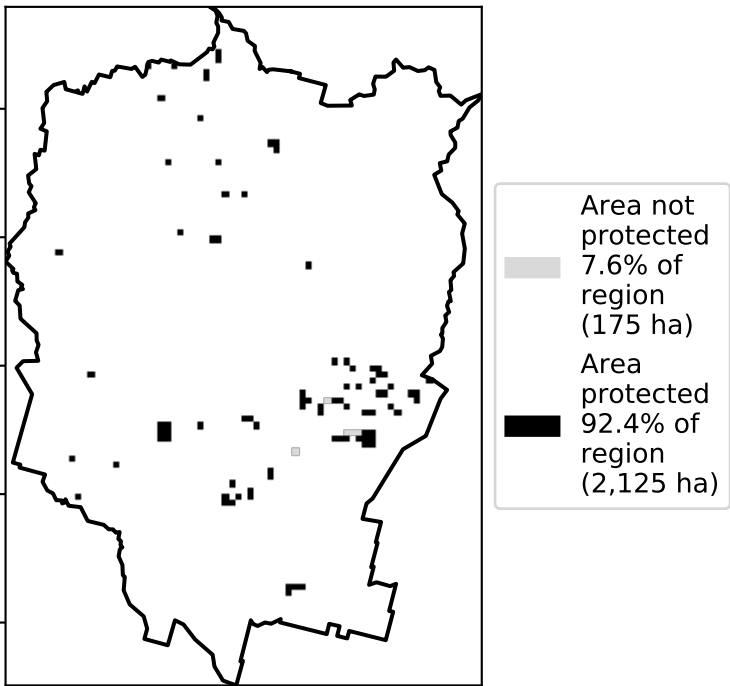 Area not
protected
7.6% of
region
(175 ha)
Area
protected
92.4% of
region
(2,125 ha)